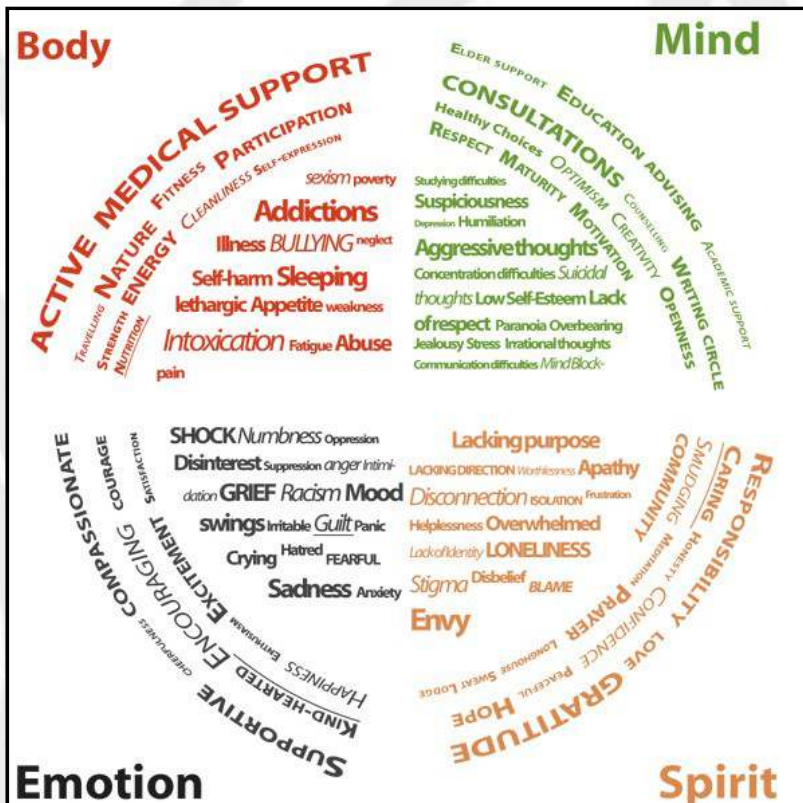 Body
ACTIVE MEDICAL SUPPORT
TRAVELLING NATURE FITNESS PARTICIPATION
STRENGTH ENERGY CLEANLINESS SELF-EXPRESSION
NUTRITION
sexism poverty
Addictions
Illness BULLYING neglect
Self-harm Sleeping
lethargic Appetite weakness
Intoxication Fatigue Abuse
pain
Mind
ELDER SUPPORT EDUCATION ADVISING ACADEMIC SUPPORT
CONSULTATIONS COUNSELLING WRITING CIRCLE
Healthy Choices OPTIMISM CREATIVITY OPENNESS
RESPECT MATURITY MOTIVATION
Studying difficulties
Suspiciousness
Depression Humiliation
Aggressive thoughts
Concentration difficulties Suicidal
thoughts Low Self-Esteem Lack
of respect Paranoia Overbearing
Jealousy Stress Irrational thoughts
Communication difficulties Mind Block-
SHOCK Numbness Oppression
Disinterest Suppression anger Intimi-
dation GRIEF Racism Mood
swings Irritable Guilt Panic
Crying Hatred FEARFUL
Sadness Anxiety
COMPASSIONATE CHEERFULNESS SUPPORTIVE
COURAGE ENCOURAGING KIND-HEARTED
SATISFACTION EXCITEMENT ENTHUSIASM HAPPINESS
Emotion
Lacking purpose
LACKING DIRECTION Worthlessness Apathy
Disconnection ISOLATION Frustration
Helplessness Overwhelmed
Lack of Identity LONELINESS
Stigma Disbelief BLAME
Envy
RESPONSIBILITY LOVE GRATITUDE
CARING HONESTY CONFIDENCE PEACEFUL HOPE
SMUDGING MEDITATION PRAYER LONGHOUSE SWEAT LODGE
COMMUNITY
Spirit